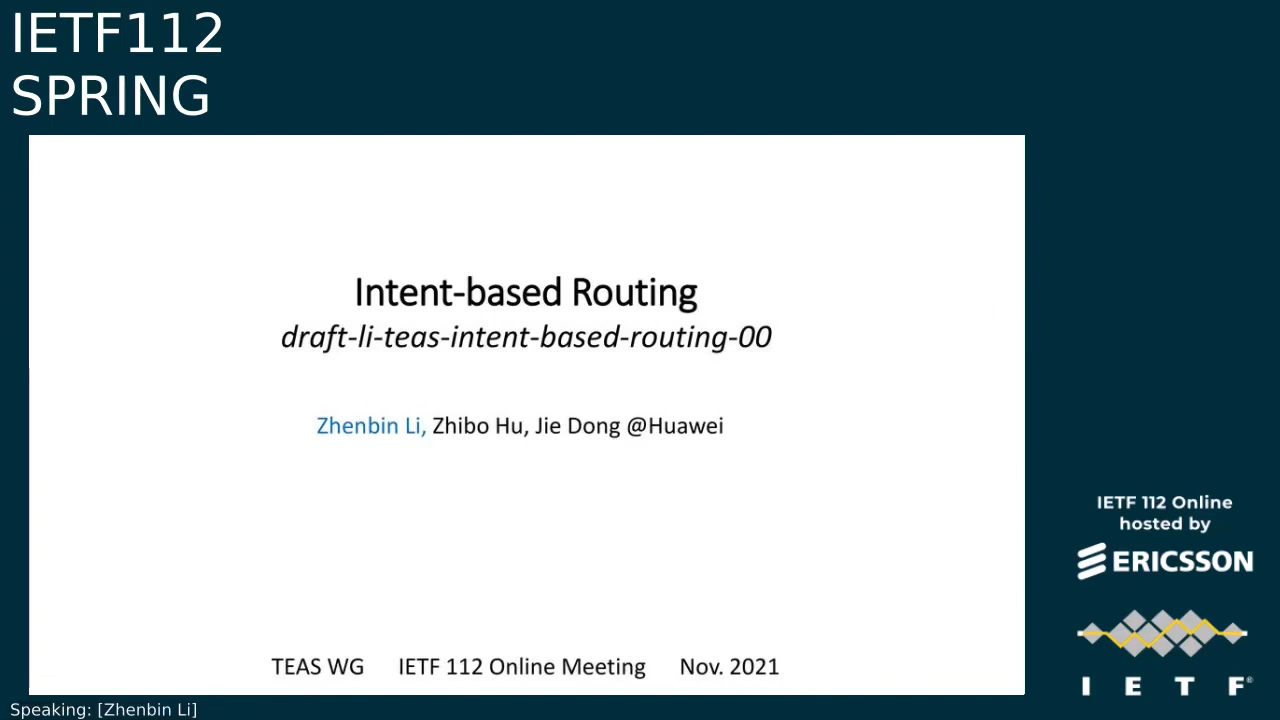 IETF112
SPRING
Intent-based Routing
draft-li-teas-intent-based-routing-00
Zhenbin Li, Zhibo Hu, Jie Dong @Huawei
TEAS WG IETF 112 Online Meeting Nov. 2021
IETF 112 Online
hosted by
ERICSSON
I E T F®
Speaking: [Zhenbin Li]